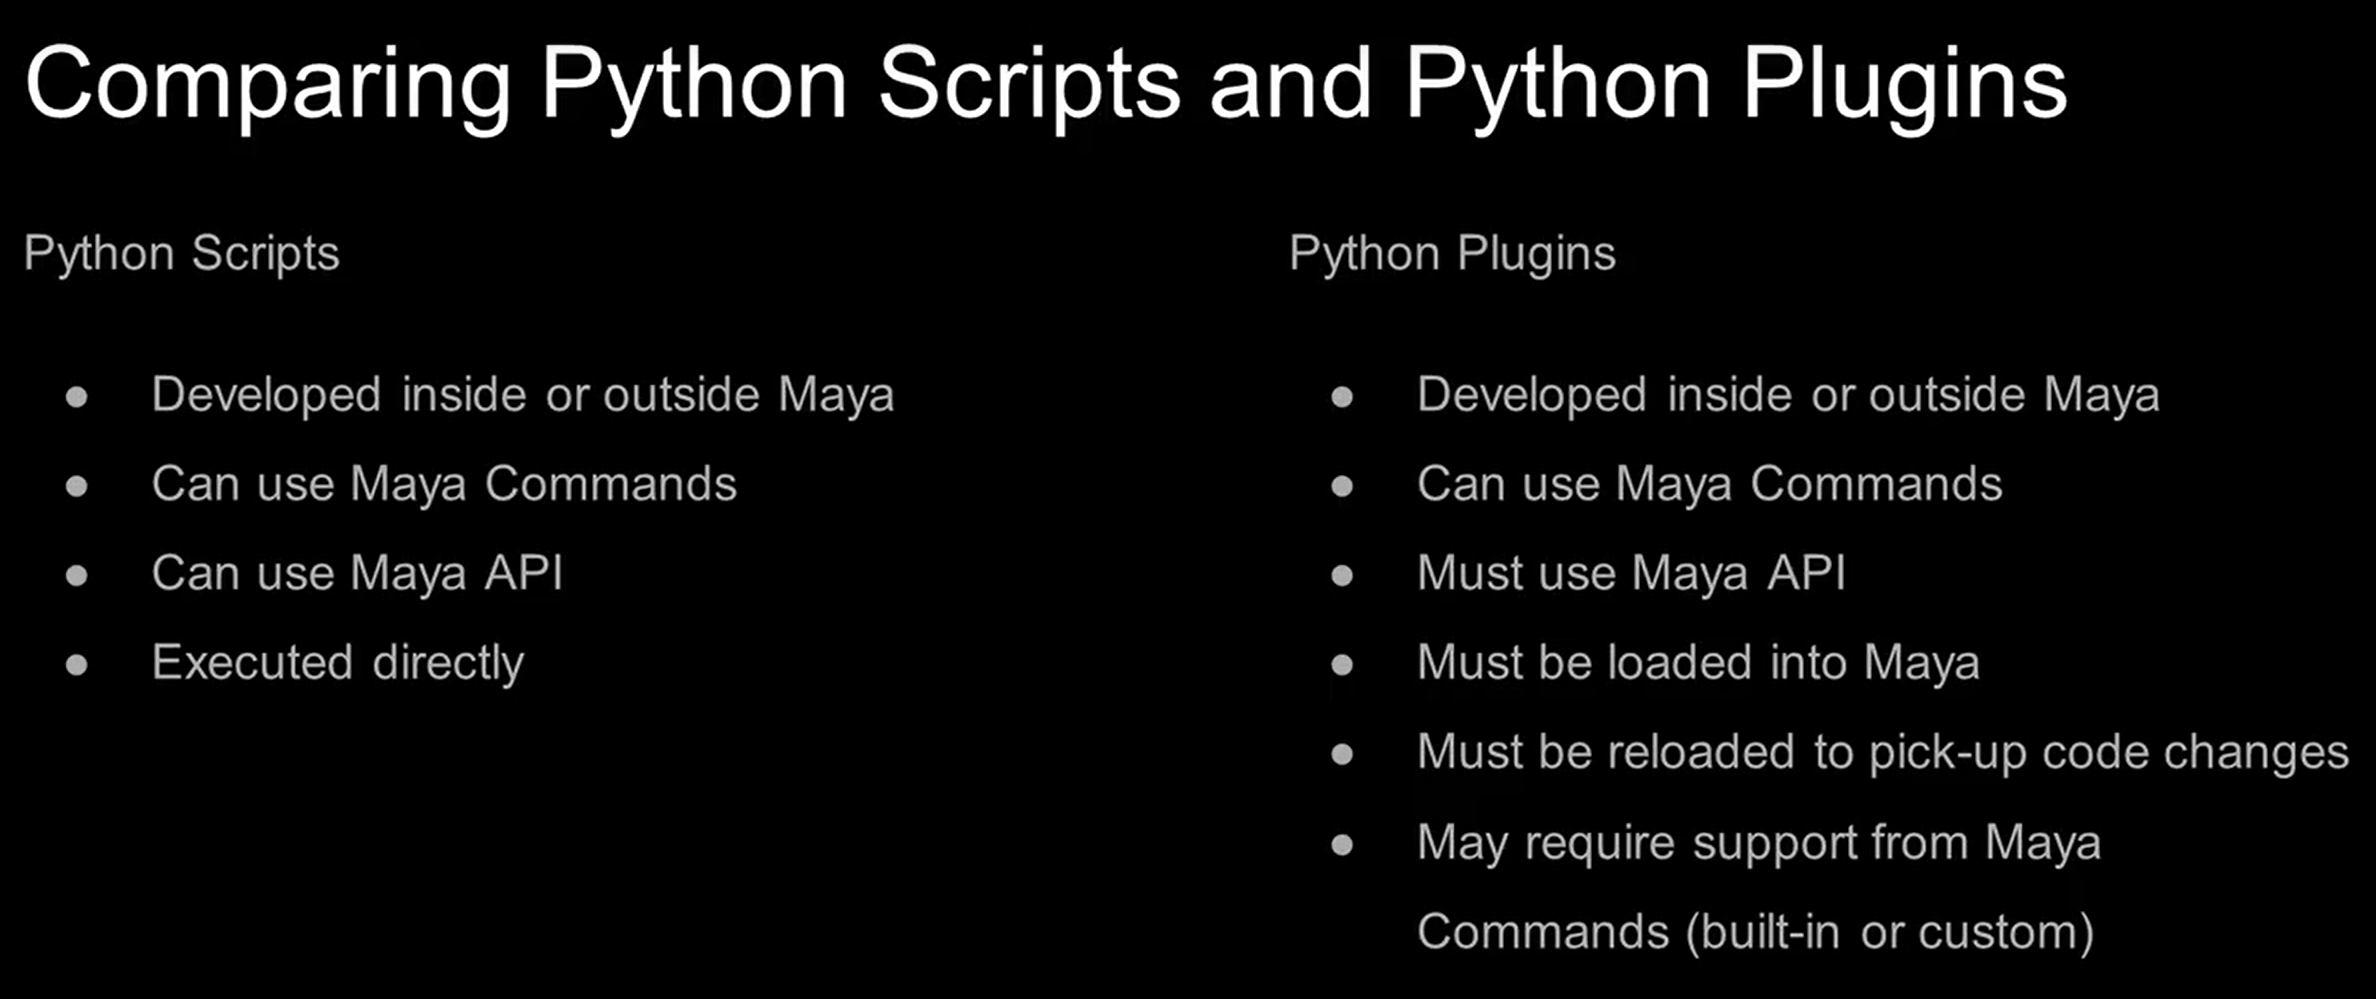 Comparing Python Scripts and Python Plugins
Python Scripts
● Developed inside or outside Maya
● Can use Maya Commands
● Can use Maya API
● Executed directly
Python Plugins
● Developed inside or outside Maya
● Can use Maya Commands
● Must use Maya API
● Must be loaded into Maya
● Must be reloaded to pick-up code changes
● May require support from Maya
Commands (built-in or custom)